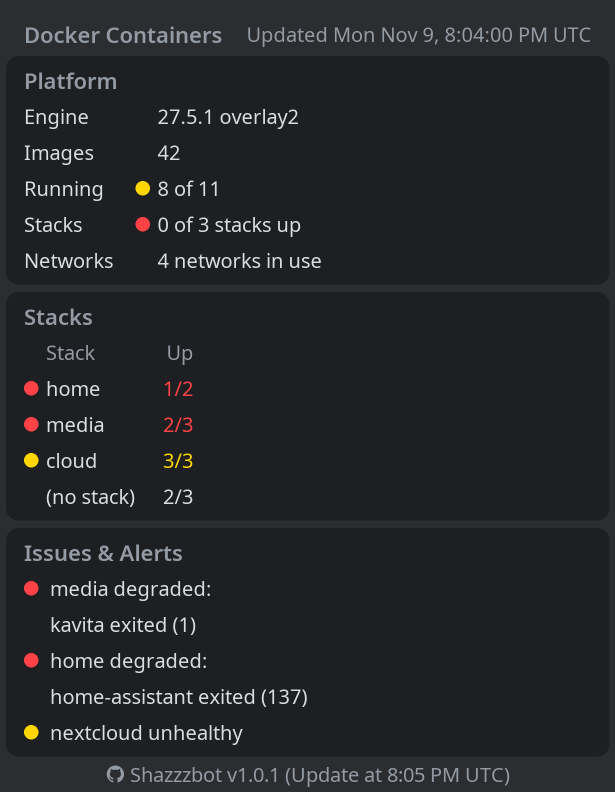 Docker Containers Updated Mon Nov 9, 8:04:00 PM UTC
Platform
Engine 27.5.1 overlay2
Images 42
Running 8 of 11
Stacks 0 of 3 stacks up
Networks 4 networks in use
Stacks
Stack Up
home 1/2
media 2/3
cloud 3/3
(no stack) 2/3
Issues & Alerts
media degraded:
kavita exited (1)
home degraded:
home-assistant exited (137)
nextcloud unhealthy
Shazzzbot v1.0.1 (Update at 8:05 PM UTC)